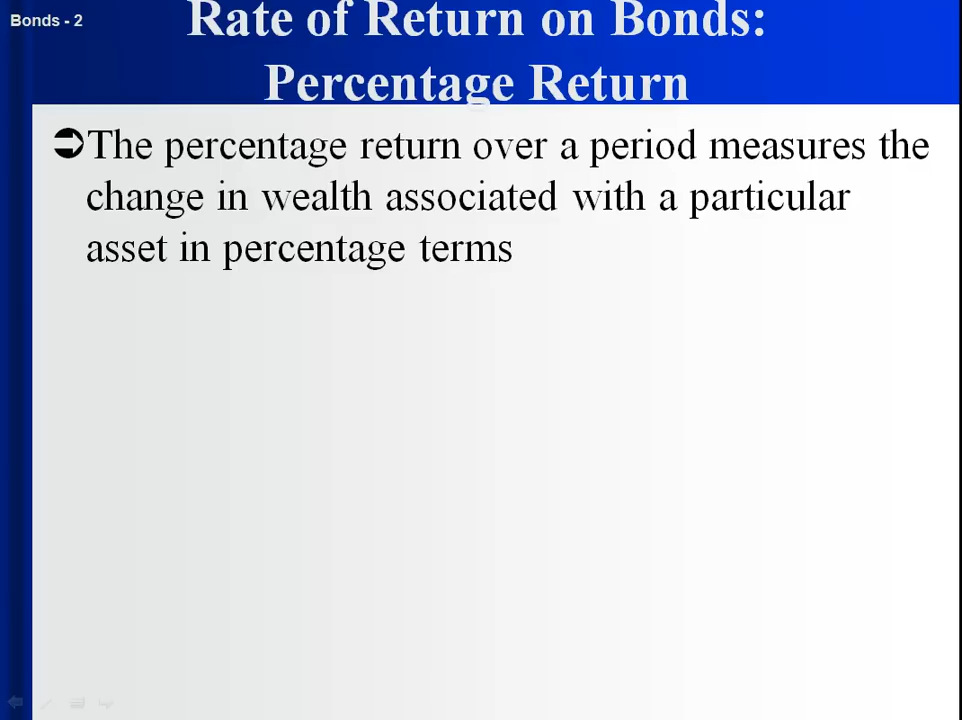 Bonds - 2
Rate of Return on Bonds:
Percentage Return
The percentage return over a period measures the
change in wealth associated with a particular
asset in percentage terms